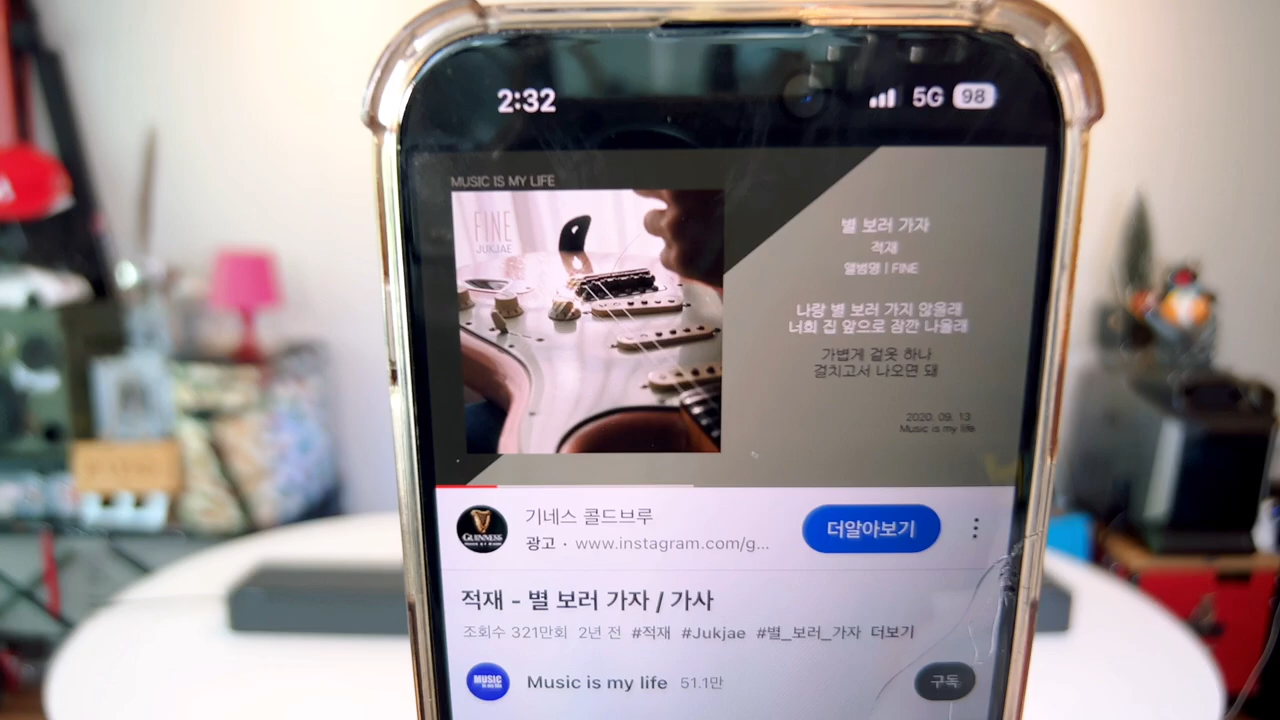 2:32
5G 98
MUSIC IS MY LIFE
FINE
JUKJAE
별 보러 가자
적재
앨범명 | FINE
나랑 별 보러 가지 않을래
너희 집 앞으로 잠깐 나올래
가볍게 겉옷 하나
걸치고서 나오면 돼
2020. 09. 13
Music is my life
GUINNESS
기네스 콜드브루
광고 · www.instagram.com/g...
더알아보기
적재 - 별 보러 가자 / 가사
조회수 321만회 2년 전 #적재 #Jukjae #별_보러_가자 더보기
MUSIC
is my life
Music is my life 51.1만
구독